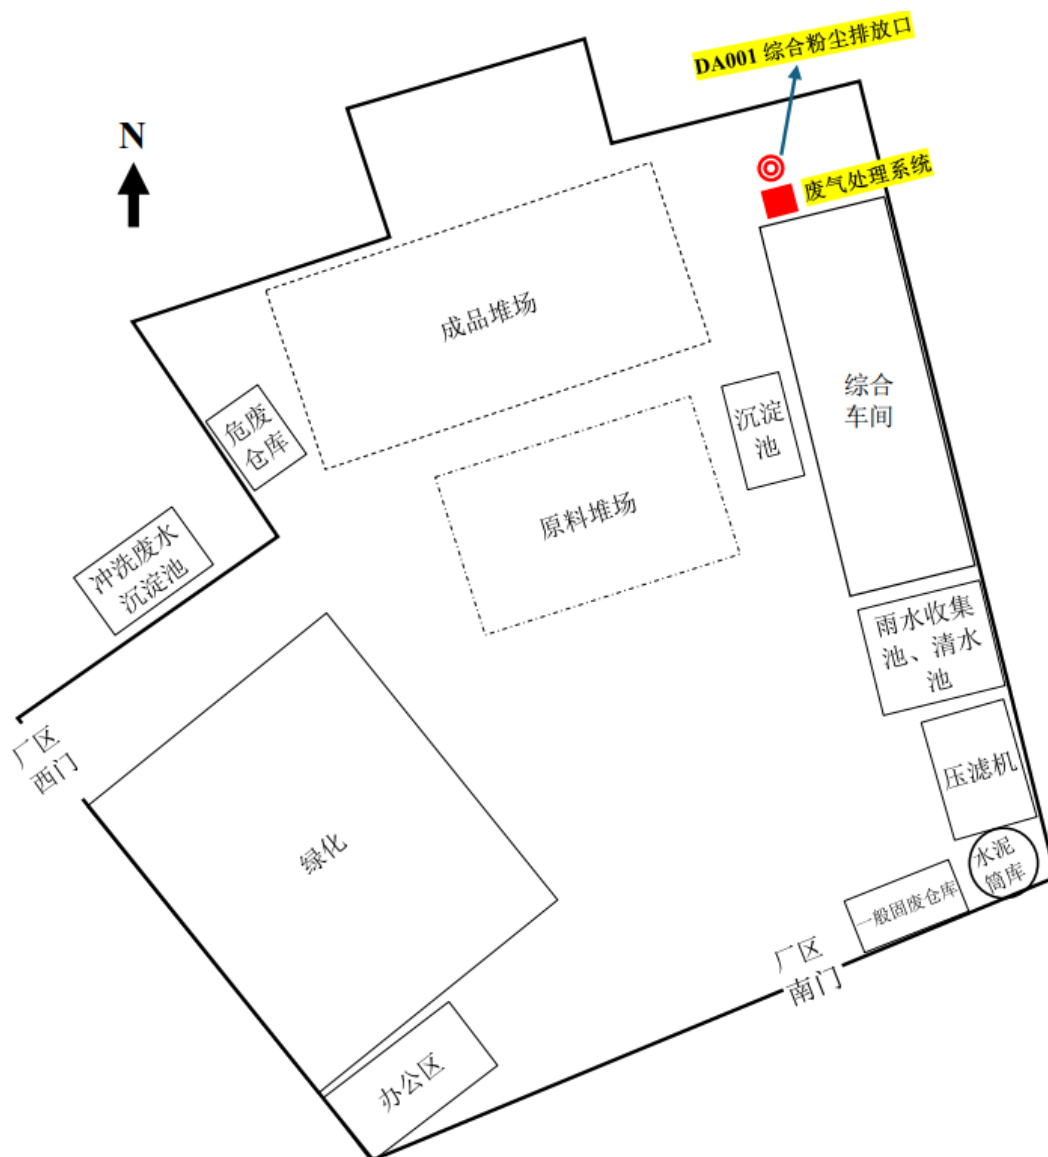 DA001 综合粉尘排放口
N
废气处理系统
成品堆场
综合
车间
危废
仓库
沉淀
池
原料堆场
冲洗废水
沉淀池
雨水收集
池、清水
池
厂区
西门
压滤机
绿化
水泥
筒库
一般固废仓库
厂区
南门
办公区